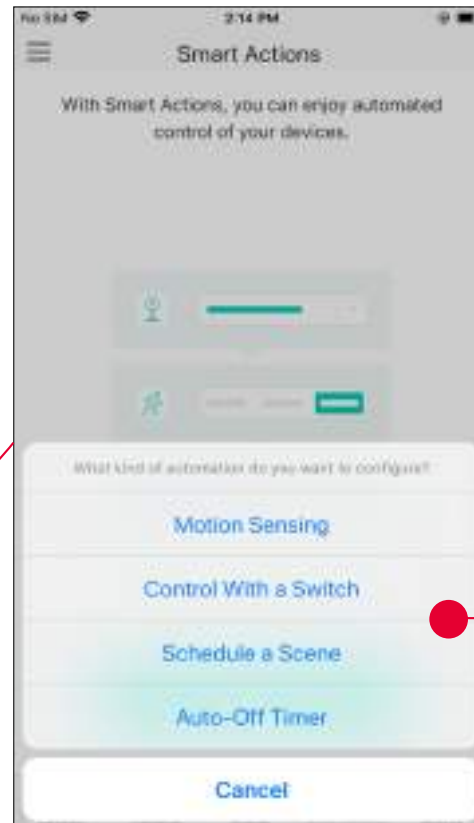 No SIM 2:14 PM
Smart Actions
With Smart Actions, you can enjoy automated
control of your devices.
What kind of automation do you want to configure?
Motion Sensing
Control With a Switch
Schedule a Scene
Auto-Off Timer
Cancel